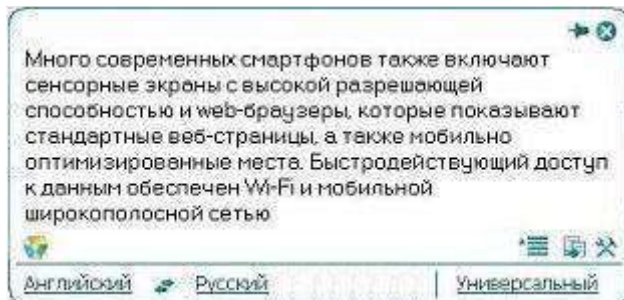 Много современных смартфонов также включают
сенсорные экраны с высокой разрешающей
способностью и web-браузеры, которые показывают
стандартные веб-страницы, а также мобильно
оптимизированные места. Быстродействующий доступ
к данным обеспечен Wi-Fi и мобильной
широкополосной сетью
Английский Русский Универсальный